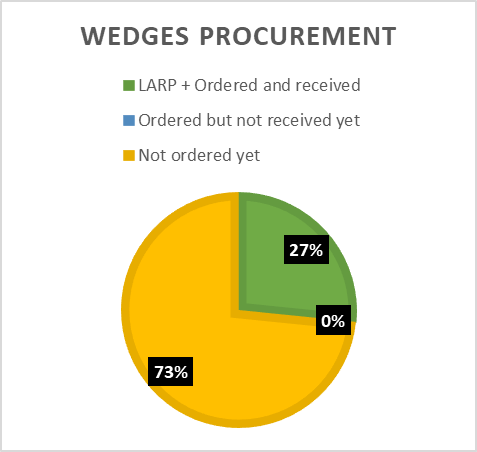 WEDGES PROCUREMENT
LARP + Ordered and received
Ordered but not received yet
Not ordered yet
27%
0%
73%